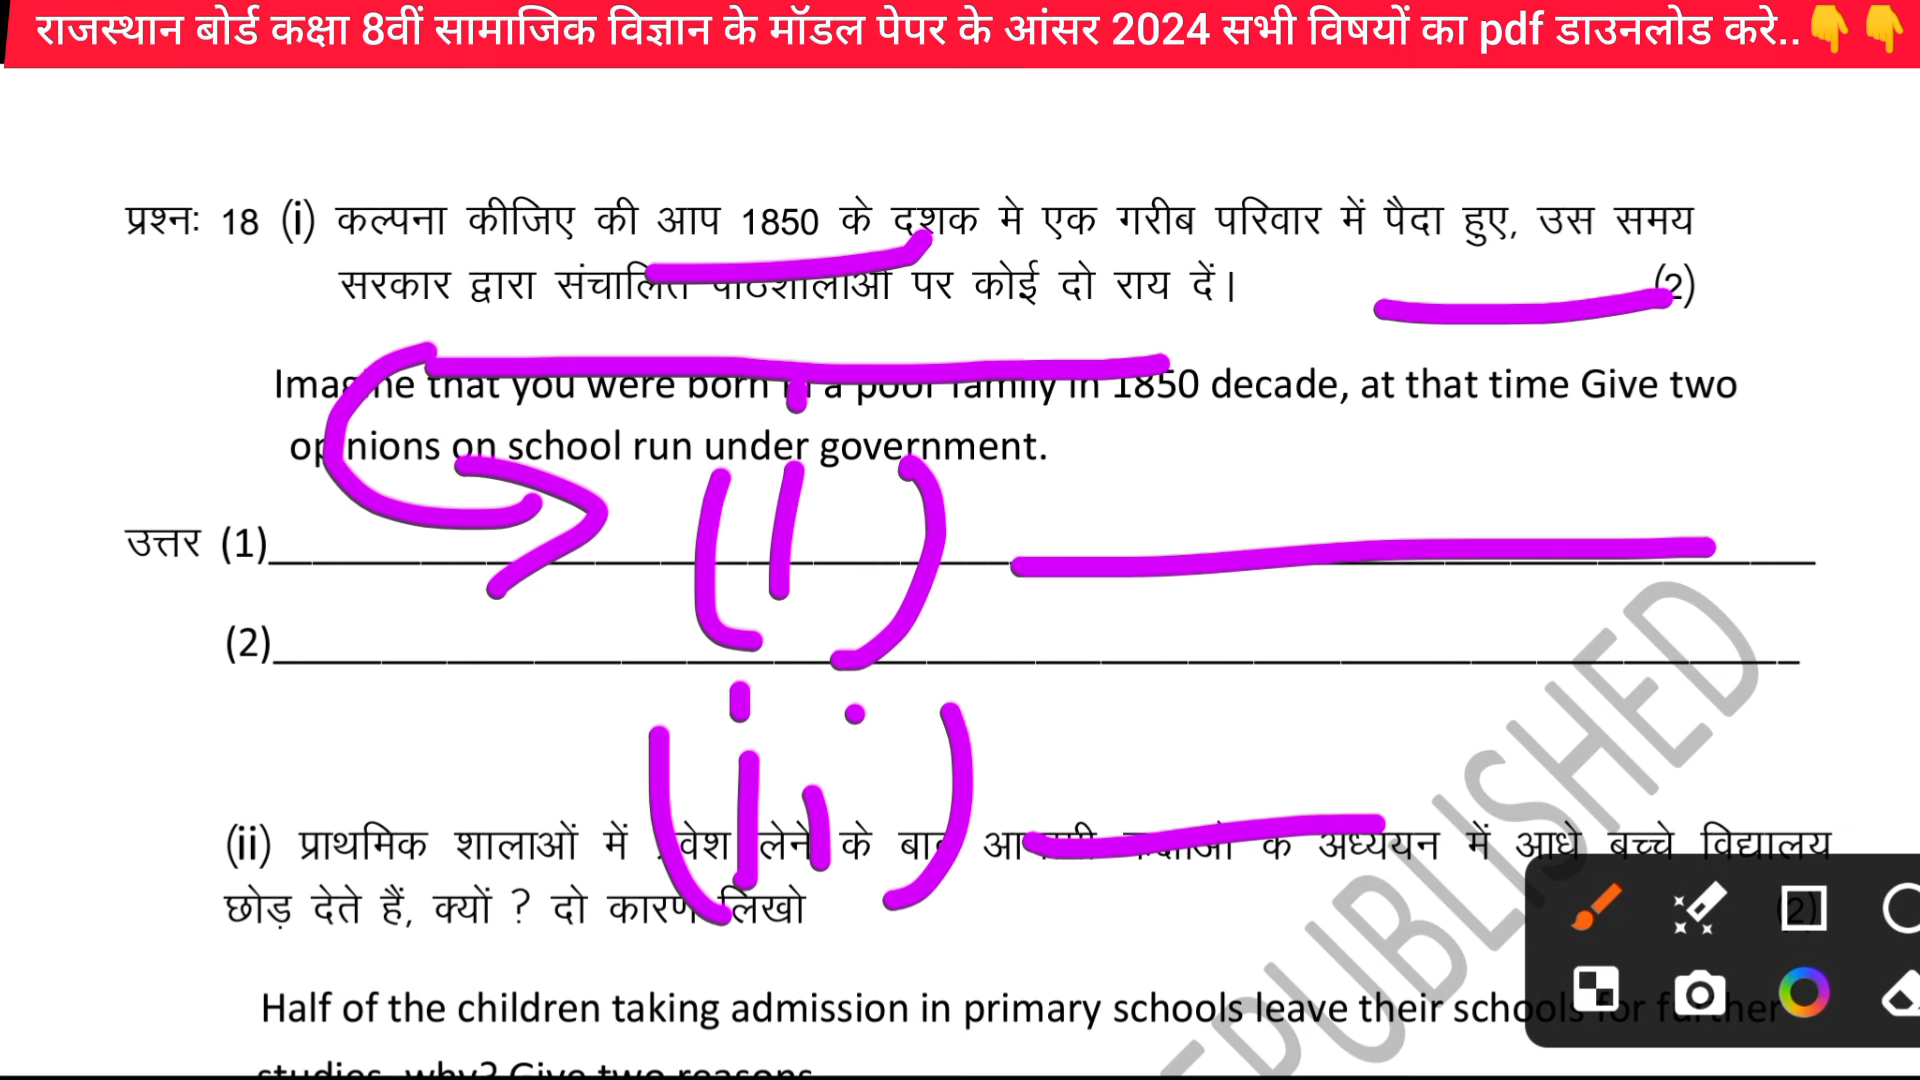 राजस्थान बोर्ड कक्षा 8वीं सामाजिक विज्ञान के मॉडल पेपर के आंसर 2024 सभी विषयों का pdf डाउनलोड करे..👇👇
प्रश्नः 18 (i) कल्पना कीजिए की आप 1850 के दशक मे एक गरीब परिवार में पैदा हुए, उस समय
सरकार द्वारा संचालित पाठशालाओं पर कोई दो राय दें। (2)
Imagine that you were born in a poor family in 1850 decade, at that time Give two
opinions on school run under government.
उत्तर (1)
(i)
(2)
(ii)
(ii) प्राथमिक शालाओं में प्रवेश लेने के बाद के अध्ययन में आधे बच्चे विद्यालय
छोड़ देते हैं, क्यों ? दो कारण लिखो (2)
Half of the children taking admission in primary schools leave their schools for further
studies, why? Give two reasons
REPUBLISHED